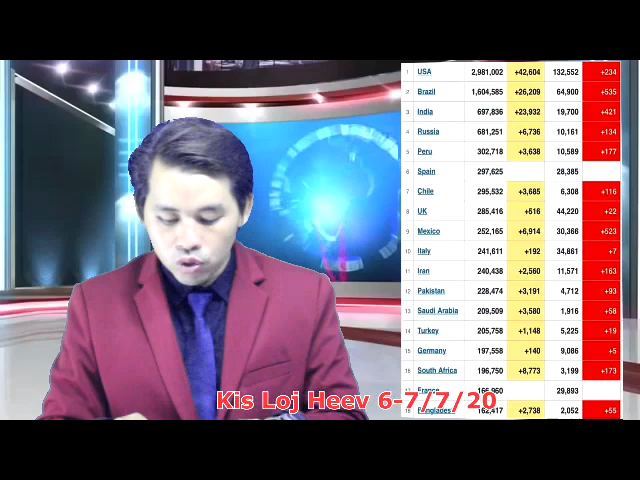 1 USA 2,981,002 +42,604 132,552 +234
2 Brazil 1,604,585 +26,209 64,900 +535
3 India 697,836 +23,932 19,700 +421
4 Russia 681,251 +6,736 10,161 +134
5 Peru 302,718 +3,638 10,589 +177
6 Spain 297,625 28,385
7 Chile 295,532 +3,685 6,308 +116
8 UK 285,416 +516 44,220 +22
9 Mexico 252,165 +6,914 30,366 +523
10 Italy 241,611 +192 34,861 +7
11 Iran 240,438 +2,560 11,571 +163
12 Pakistan 228,474 +3,191 4,712 +93
13 Saudi Arabia 209,509 +3,580 1,916 +58
14 Turkey 205,758 +1,148 5,225 +19
15 Germany 197,558 +140 9,086 +5
16 South Africa 196,750 +8,773 3,199 +173
France 166,960 29,893
Kis Loj Heev 6-7/7/20
Bangladesh 162,417 +2,738 2,052 +55